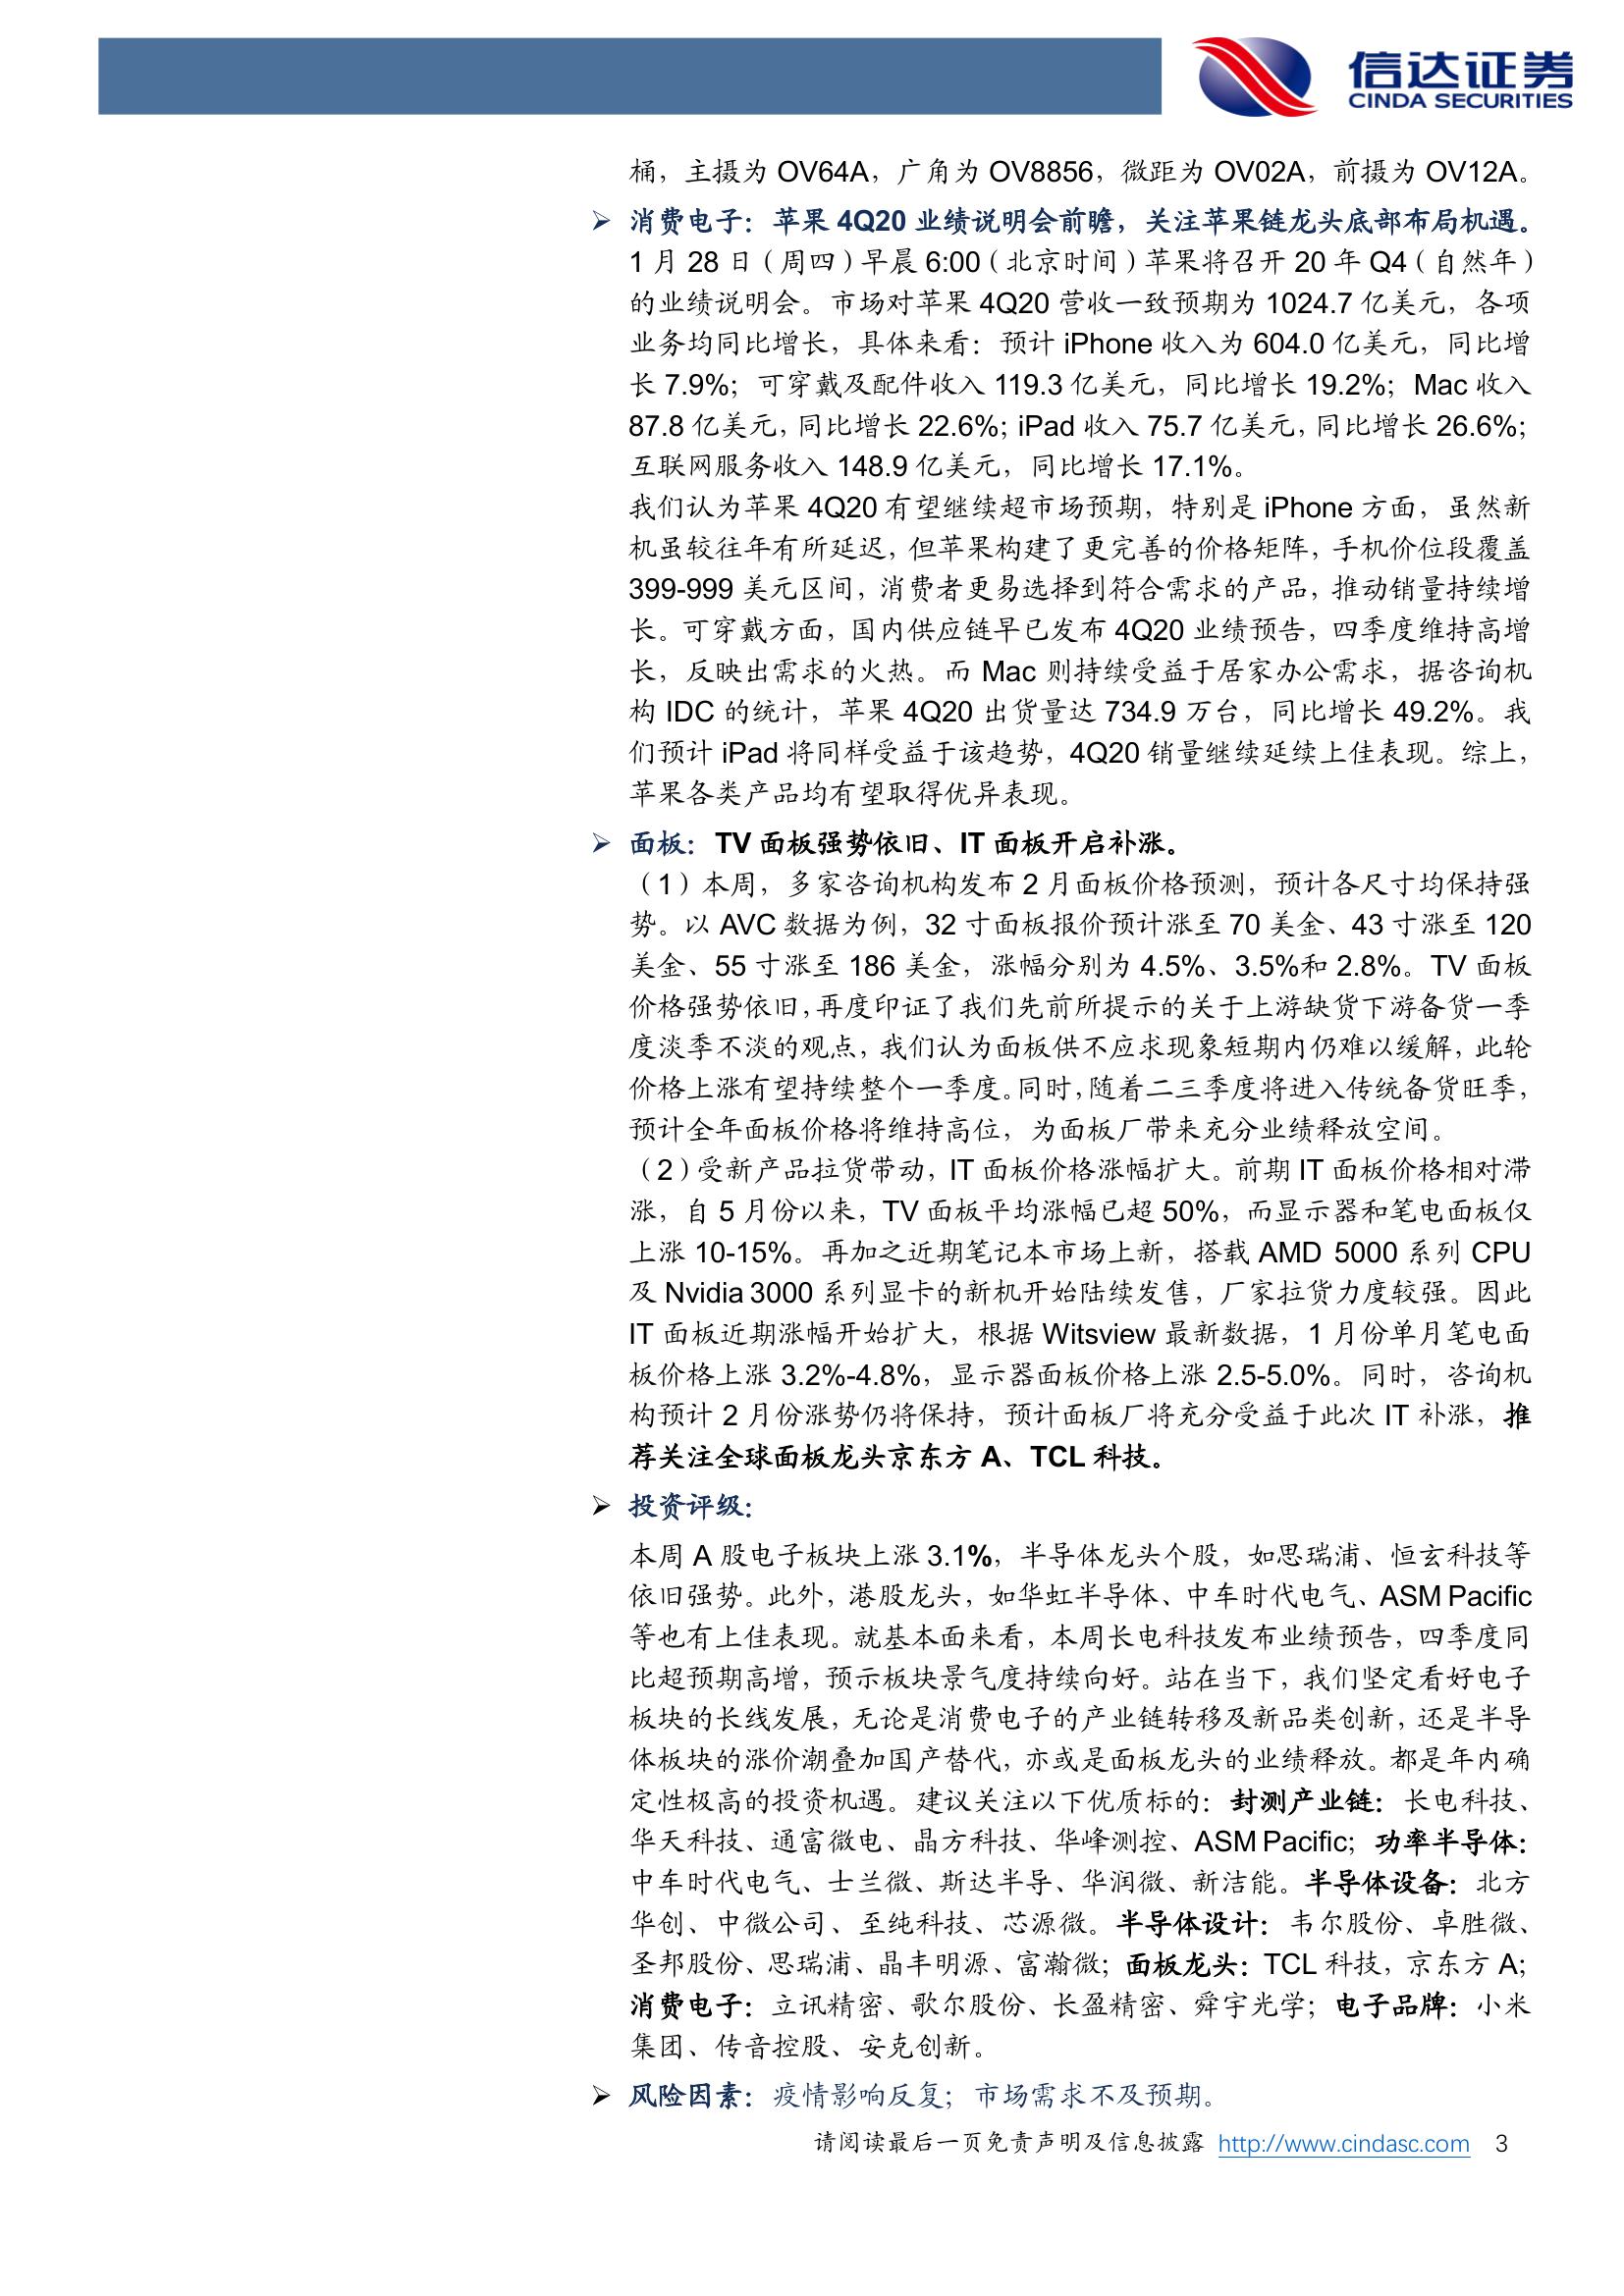 信达证券
CINDA SECURITIES
桶，主摄为 OV64A，广角为 OV8856，微距为 OV02A，前摄为 OV12A。
➢ 消费电子：苹果 4Q20 业绩说明会前瞻，关注苹果链龙头底部布局机遇。
1 月 28 日（周四）早晨 6:00（北京时间）苹果将召开 20 年 Q4（自然年）
的业绩说明会。市场对苹果 4Q20 营收一致预期为 1024.7 亿美元，各项
业务均同比增长，具体来看：预计 iPhone 收入为 604.0 亿美元，同比增
长 7.9%；可穿戴及配件收入 119.3 亿美元，同比增长 19.2%；Mac 收入
87.8 亿美元，同比增长 22.6%；iPad 收入 75.7 亿美元，同比增长 26.6%；
互联网服务收入 148.9 亿美元，同比增长 17.1%。
我们认为苹果 4Q20 有望继续超市场预期，特别是 iPhone 方面，虽然新
机虽较往年有所延迟，但苹果构建了更完善的价格矩阵，手机价位段覆盖
399-999 美元区间，消费者更易选择到符合需求的产品，推动销量持续增
长。可穿戴方面，国内供应链早已发布 4Q20 业绩预告，四季度维持高增
长，反映出需求的火热。而 Mac 则持续受益于居家办公需求，据咨询机
构 IDC 的统计，苹果 4Q20 出货量达 734.9 万台，同比增长 49.2%。我
们预计 iPad 将同样受益于该趋势，4Q20 销量继续延续上佳表现。综上，
苹果各类产品均有望取得优异表现。
➢ 面板：TV 面板强势依旧、IT 面板开启补涨。
（1）本周，多家咨询机构发布 2 月面板价格预测，预计各尺寸均保持强
势。以 AVC 数据为例，32 寸面板报价预计涨至 70 美金、43 寸涨至 120
美金、55 寸涨至 186 美金，涨幅分别为 4.5%、3.5%和 2.8%。TV 面板
价格强势依旧，再度印证了我们先前所提示的关于上游缺货下游备货一季
度淡季不淡的观点，我们认为面板供不应求现象短期内仍难以缓解，此轮
价格上涨有望持续整个一季度。同时，随着二三季度将进入传统备货旺季，
预计全年面板价格将维持高位，为面板厂带来充分业绩释放空间。
（2）受新产品拉货带动，IT 面板价格涨幅扩大。前期 IT 面板价格相对滞
涨，自 5 月份以来，TV 面板平均涨幅已超 50%，而显示器和笔电面板仅
上涨 10-15%。再加之近期笔记本市场上新，搭载 AMD 5000 系列 CPU
及 Nvidia 3000 系列显卡的新机开始陆续发售，厂家拉货力度较强。因此
IT 面板近期涨幅开始扩大，根据 Witsview 最新数据，1 月份单月笔电面
板价格上涨 3.2%-4.8%，显示器面板价格上涨 2.5-5.0%。同时，咨询机
构预计 2 月份涨势仍将保持，预计面板厂将充分受益于此次 IT 补涨，推
荐关注全球面板龙头京东方 A、TCL 科技。
➢ 投资评级：
本周 A 股电子板块上涨 3.1%，半导体龙头个股，如思瑞浦、恒玄科技等
依旧强势。此外，港股龙头，如华虹半导体、中车时代电气、ASM Pacific
等也有上佳表现。就基本面来看，本周长电科技发布业绩预告，四季度同
比超预期高增，预示板块景气度持续向好。站在当下，我们坚定看好电子
板块的长线发展，无论是消费电子的产业链转移及新品类创新，还是半导
体板块的涨价潮叠加国产替代，亦或是面板龙头的业绩释放。都是年内确
定性极高的投资机遇。建议关注以下优质标的：封测产业链：长电科技、
华天科技、通富微电、晶方科技、华峰测控、ASM Pacific；功率半导体：
中车时代电气、士兰微、斯达半导、华润微、新洁能。半导体设备：北方
华创、中微公司、至纯科技、芯源微。半导体设计：韦尔股份、卓胜微、
圣邦股份、思瑞浦、晶丰明源、富瀚微；面板龙头：TCL 科技，京东方 A；
消费电子：立讯精密、歌尔股份、长盈精密、舜宇光学；电子品牌：小米
集团、传音控股、安克创新。
➢ 风险因素：疫情影响反复；市场需求不及预期。
请阅读最后一页免责声明及信息披露 http://www.cindasc.com 3